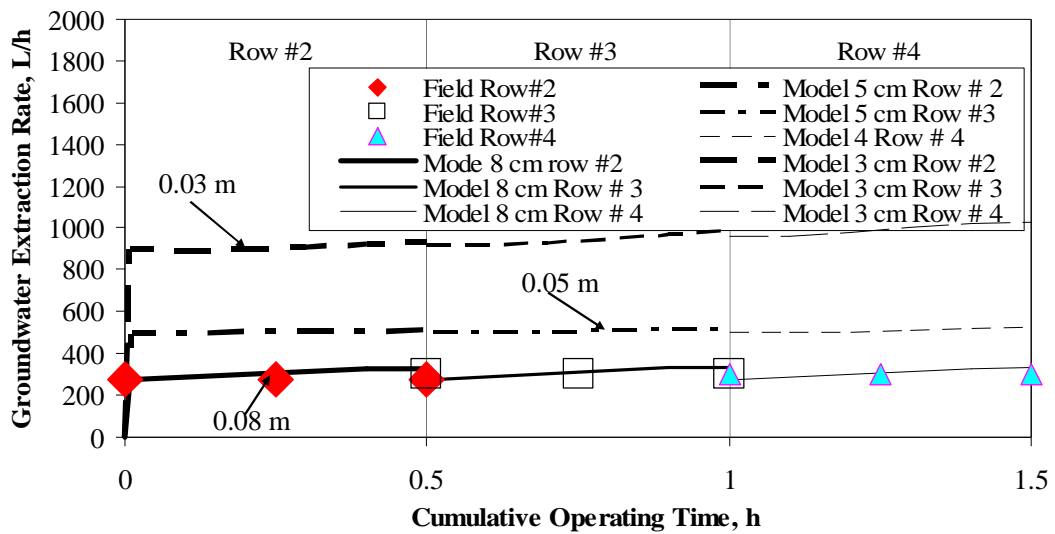 2000
1800
1600
1400
1200
1000
800
600
400
200
0
Groundwater Extraction Rate, L/h
Row #2 Row #3 Row #4
Field Row#2
Field Row#3
Field Row#4
Mode 8 cm row #2
Model 8 cm Row # 3
Model 8 cm Row # 4
Model 5 cm Row # 2
Model 5 cm Row #3
Model 4 Row # 4
Model 3 cm Row #2
Model 3 cm Row # 3
Model 3 cm Row # 4
0.03 m
0.05 m
0.08 m
0 0.5 1 1.5
Cumulative Operating Time, h